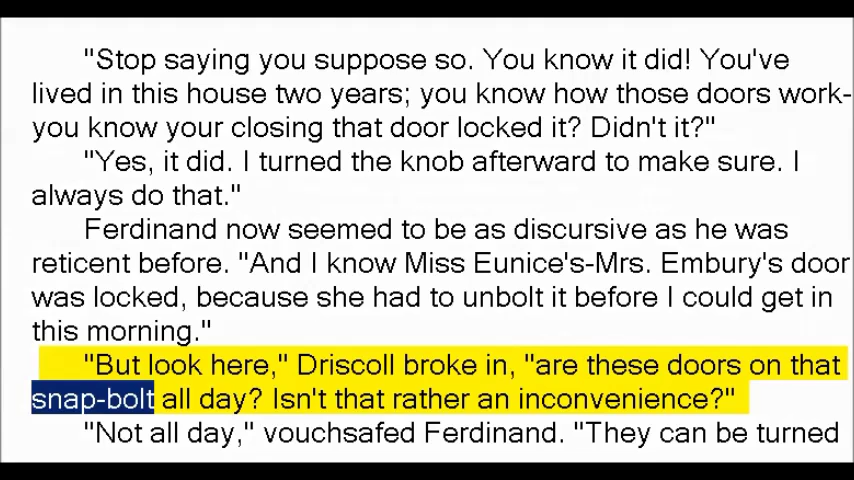 "Stop saying you suppose so. You know it did! You've
lived in this house two years; you know how those doors work-
you know your closing that door locked it? Didn't it?"
"Yes, it did. I turned the knob afterward to make sure. I
always do that."
Ferdinand now seemed to be as discursive as he was
reticent before. "And I know Miss Eunice's-Mrs. Embury's door
was locked, because she had to unbolt it before I could get in
this morning."
"But look here," Driscoll broke in, "are these doors on that
snap-bolt all day? Isn't that rather an inconvenience?"
"Not all day," vouchsafed Ferdinand. "They can be turned